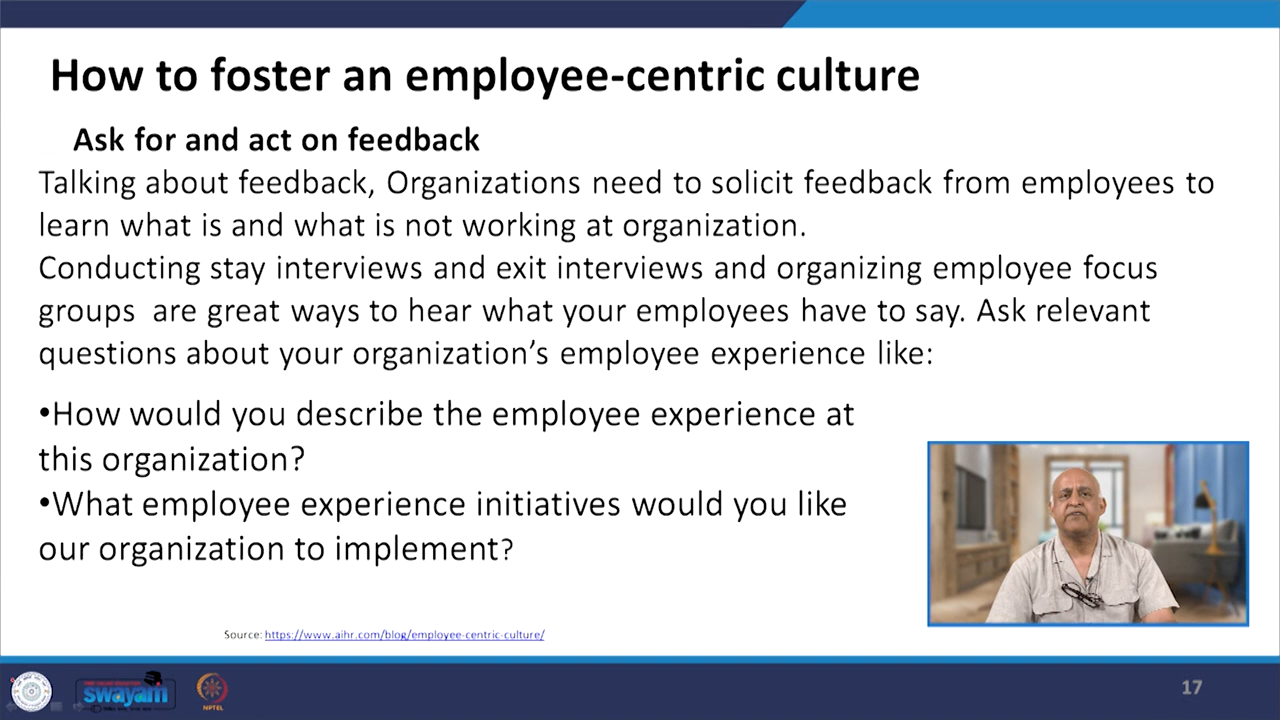 How to foster an employee-centric culture
Ask for and act on feedback
Talking about feedback, Organizations need to solicit feedback from employees to
learn what is and what is not working at organization.
Conducting stay interviews and exit interviews and organizing employee focus
groups  are great ways to hear what your employees have to say. Ask relevant
questions about your organization’s employee experience like:
•How would you describe the employee experience at
this organization?
•What employee experience initiatives would you like
our organization to implement?
Source: https://www.aihr.com/blog/employee-centric-culture/
swayam
NPTEL
17